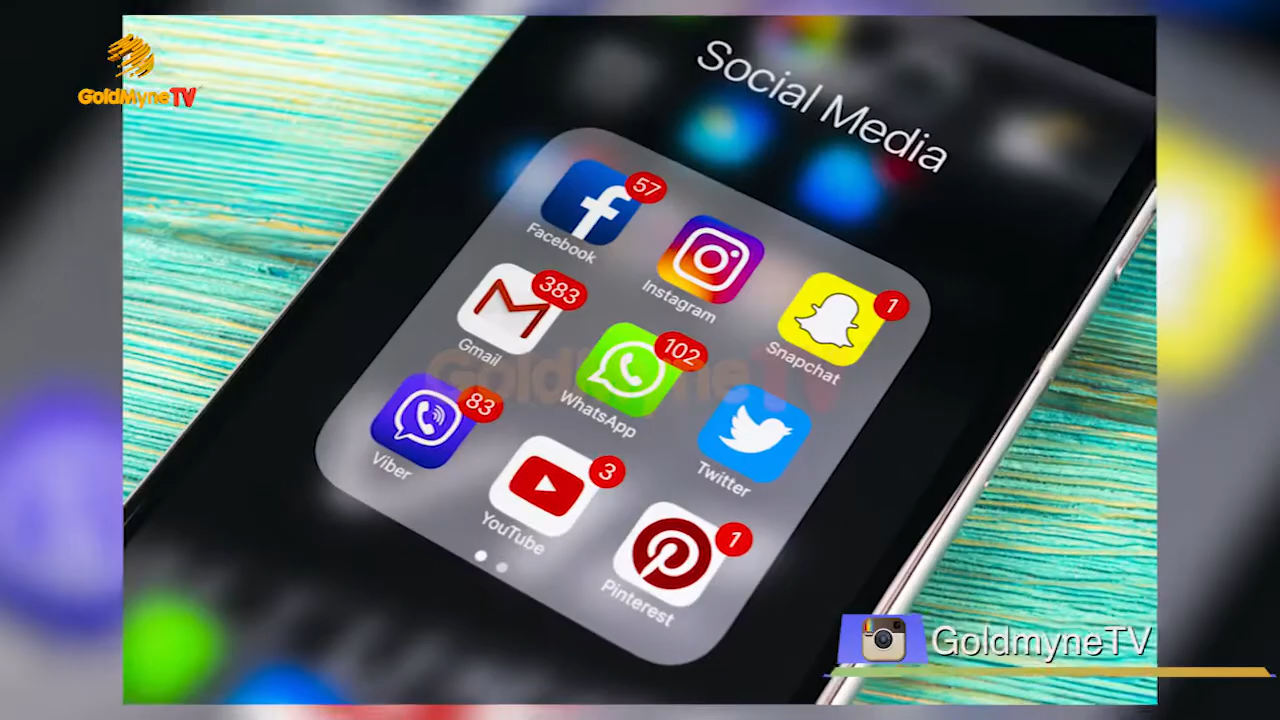 GoldMyneTV
Social Media
57
Facebook
Instagram
1
Snapchat
383
Gmail
102
WhatsApp
Twitter
83
Viber
3
YouTube
1
Pinterest
GoldMyneTV
GoldmyneTV